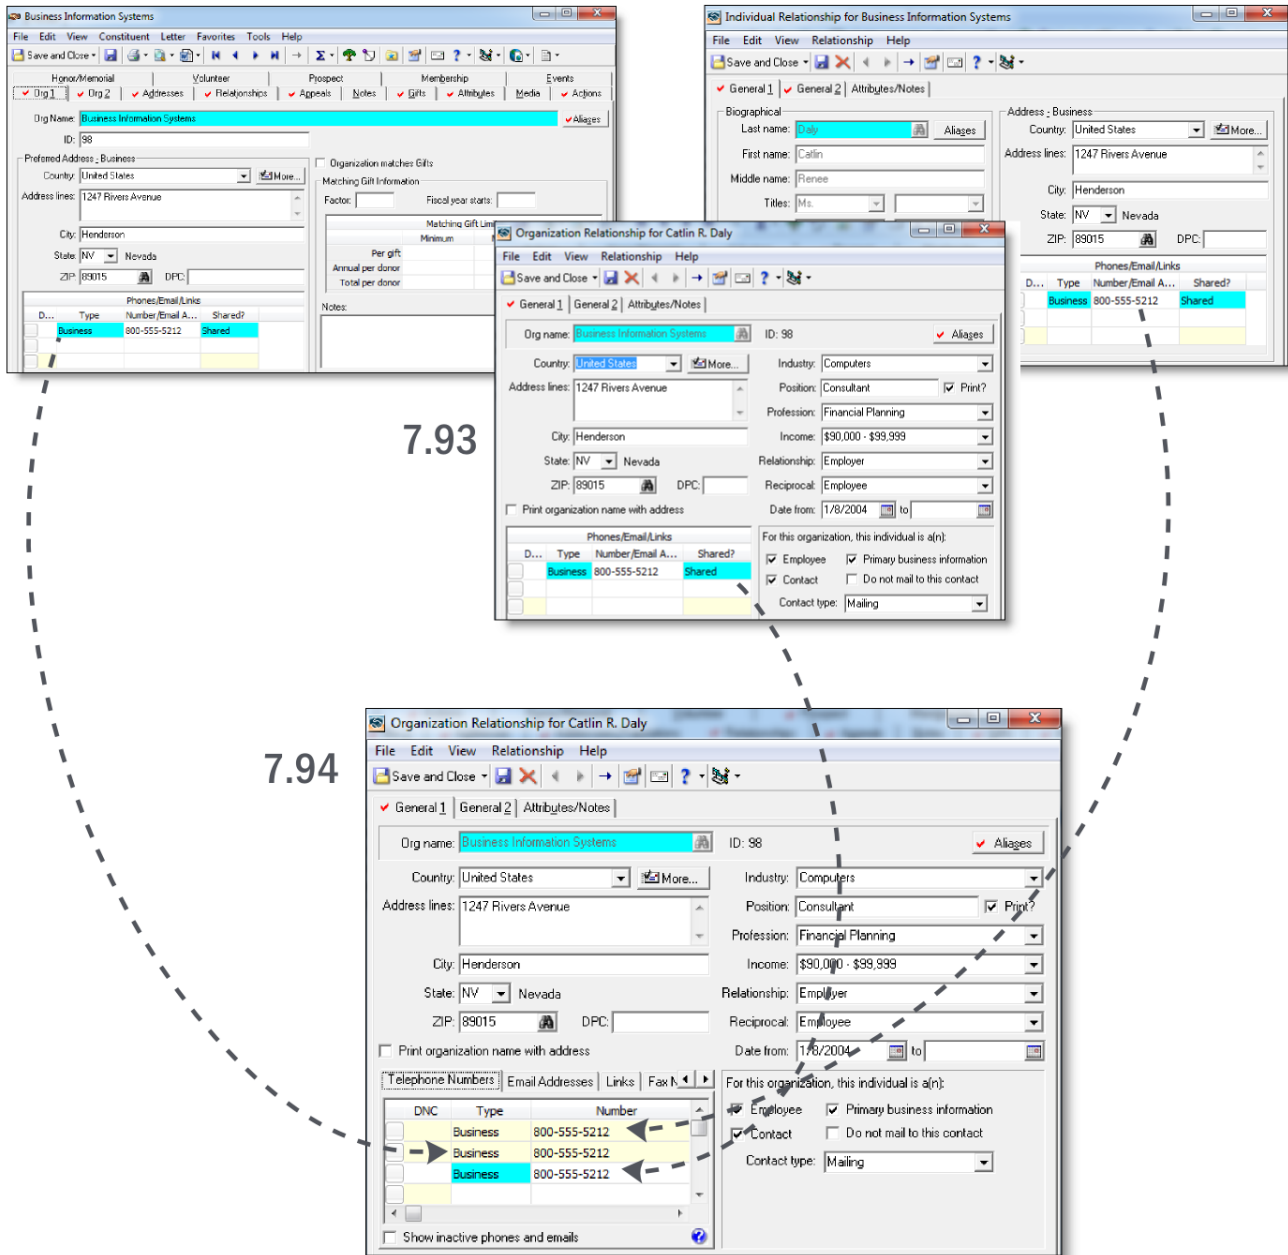 Business Information Systems
File Edit View Constituent Letter Favorites Tools Help
Save and Close
Honor/Memorial Volunteer Prospect Membership Events
Org 1 Org 2 Addresses Relationships Appeals Notes Gifts Attributes Media Actions
Org Name: Business Information Systems Aliases
ID: 98
Preferred Address - Business
Country: United States More...
Address lines: 1247 Rivers Avenue
City: Henderson
State: NV Nevada
ZIP: 89015 DPC:
Phones/Email/Links
D... Type Number/Email A... Shared?
Business 800-555-5212 Shared
Organization matches Gifts
Matching Gift Information
Factor: Fiscal year starts:
Matching Gift Lim
Minimum
Per gift
Annual per donor
Total per donor
Notes:
Individual Relationship for Business Information Systems
File Edit View Relationship Help
Save and Close
General 1 General 2 Attributes/Notes
Biographical
Last name: Daly Aliases
First name: Catlin
Middle name: Renee
Titles: Ms.
Address - Business
Country: United States More...
Address lines: 1247 Rivers Avenue
City: Henderson
State: NV Nevada
ZIP: 89015 DPC:
Phones/Email/Links
D... Type Number/Email A... Shared?
Business 800-555-5212 Shared
7.93
Organization Relationship for Catlin R. Daly
File Edit View Relationship Help
Save and Close
General 1 General 2 Attributes/Notes
Org name: Business Information Systems ID: 98 Aliases
Country: United States More...
Address lines: 1247 Rivers Avenue
City: Henderson
State: NV Nevada
ZIP: 89015 DPC:
Print organization name with address
Phones/Email/Links
D... Type Number/Email A... Shared?
Business 800-555-5212 Shared
Industry: Computers
Position: Consultant Print?
Profession: Financial Planning
Income: $90,000 - $99,999
Relationship: Employer
Reciprocal: Employee
Date from: 1/8/2004 to
For this organization, this individual is a(n):
Employee Primary business information
Contact Do not mail to this contact
Contact type: Mailing
7.94
Organization Relationship for Catlin R. Daly
File Edit View Relationship Help
Save and Close
General 1 General 2 Attributes/Notes
Org name: Business Information Systems ID: 98 Aliases
Country: United States More...
Address lines: 1247 Rivers Avenue
City: Henderson
State: NV Nevada
ZIP: 89015 DPC:
Print organization name with address
Telephone Numbers Email Addresses Links Fax N
DNC Type Number
Business 800-555-5212
Business 800-555-5212
Business 800-555-5212
Show inactive phones and emails
Industry: Computers
Position: Consultant Print?
Profession: Financial Planning
Income: $90,000 - $99,999
Relationship: Employer
Reciprocal: Employee
Date from: 1/8/2004 to
For this organization, this individual is a(n):
Employee Primary business information
Contact Do not mail to this contact
Contact type: Mailing